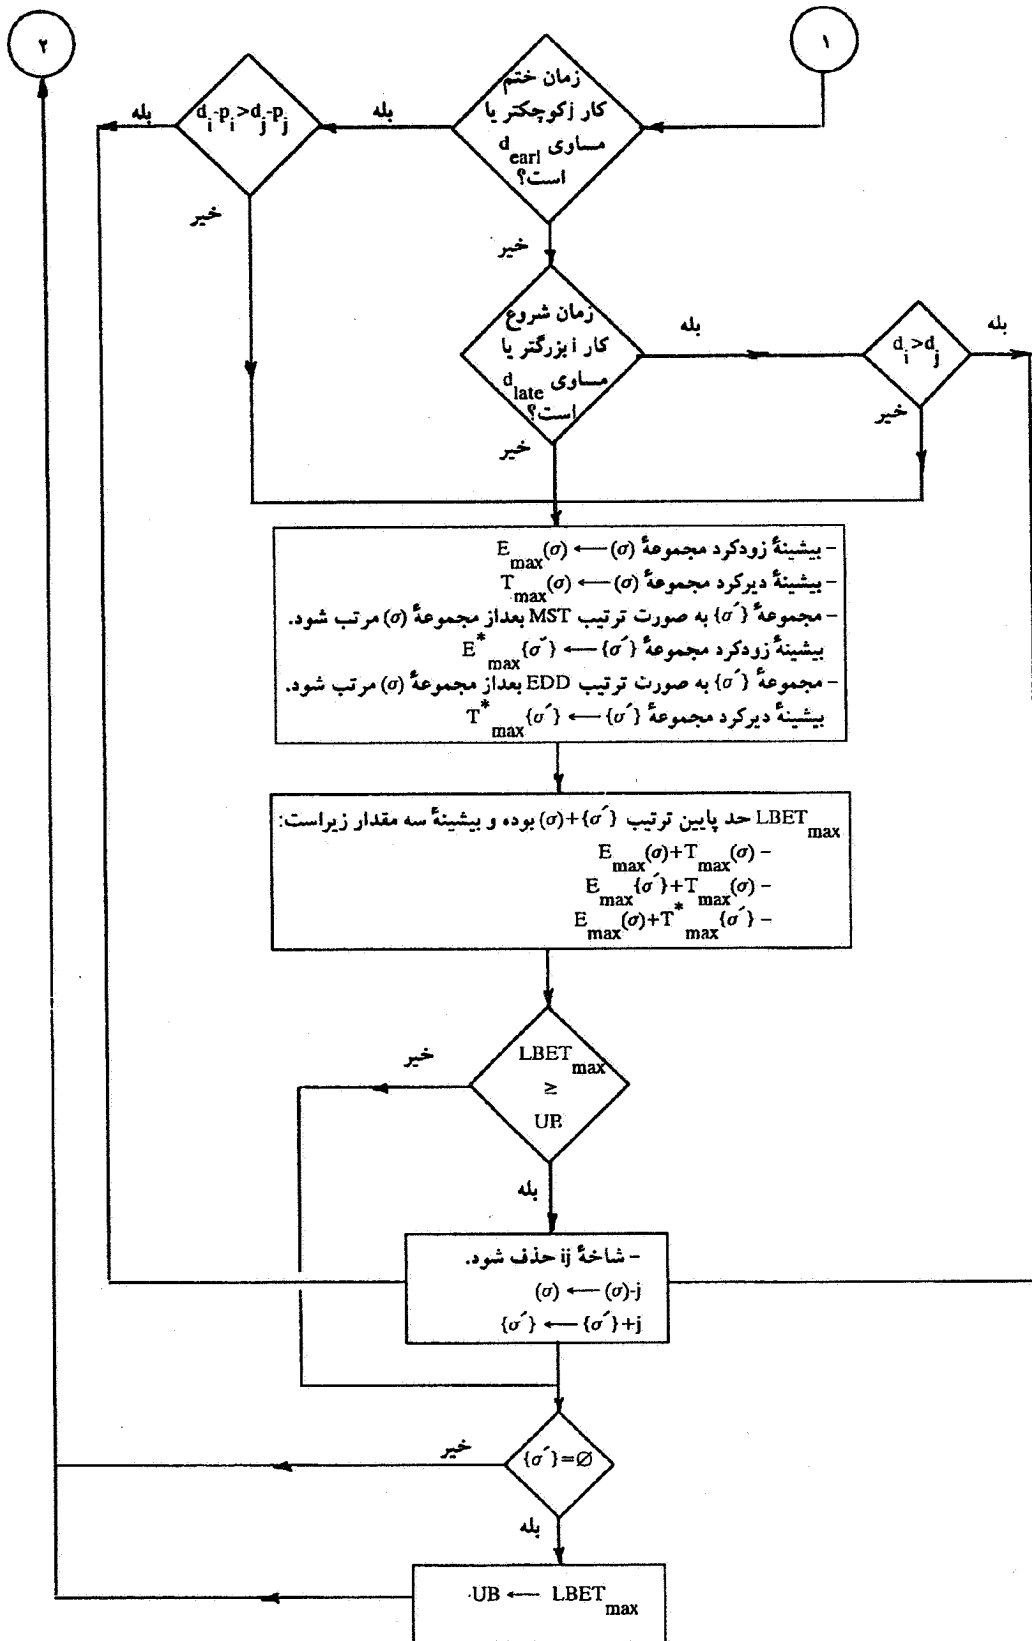 ۲
۱
زمان ختم
کار j کوچکتر یا
مساوی d_earl
است؟
بله
d_i-p_i>d_j-p_j
بله
خیر
خیر
زمان شروع
کار i بزرگتر یا
مساوی d_late
است؟
بله
d_i>d_j
بله
خیر
خیر
– بیشینهٔ زودکرد مجموعهٔ (σ) ⟵ E_max(σ)
– بیشینهٔ دیرکرد مجموعهٔ (σ) ⟵ T_max(σ)
– مجموعهٔ {σ´} به صورت ترتیب MST بعداز مجموعهٔ (σ) مرتب شود.
بیشینهٔ زودکرد مجموعهٔ {σ´} ⟵ E*_max{σ´}
– مجموعهٔ {σ´} به صورت ترتیب EDD بعداز مجموعهٔ (σ) مرتب شود.
بیشینهٔ دیرکرد مجموعهٔ {σ´} ⟵ T*_max{σ´}
LBET_max حد پایین ترتیب (σ)+{σ´} بوده و بیشینهٔ سه مقدار زیراست:
– E_max(σ)+T_max(σ)
– E_max{σ´}+T_max(σ)
– E_max(σ)+T*_max{σ´}
LBET_max
≥
UB
خیر
بله
– شاخهٔ ij حذف شود.
(σ) ⟵ (σ)-j
{σ´} ⟵ {σ´}+j
{σ´}=∅
خیر
بله
UB ⟵ LBET_max